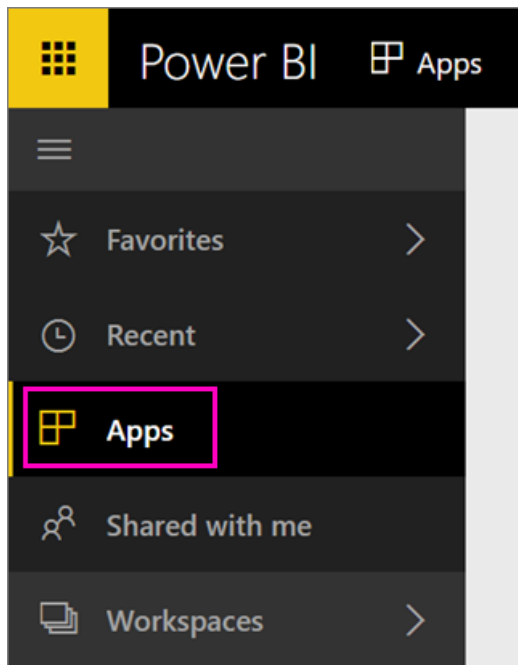 Power BI Apps
Favorites
Recent
Apps
Shared with me
Workspaces